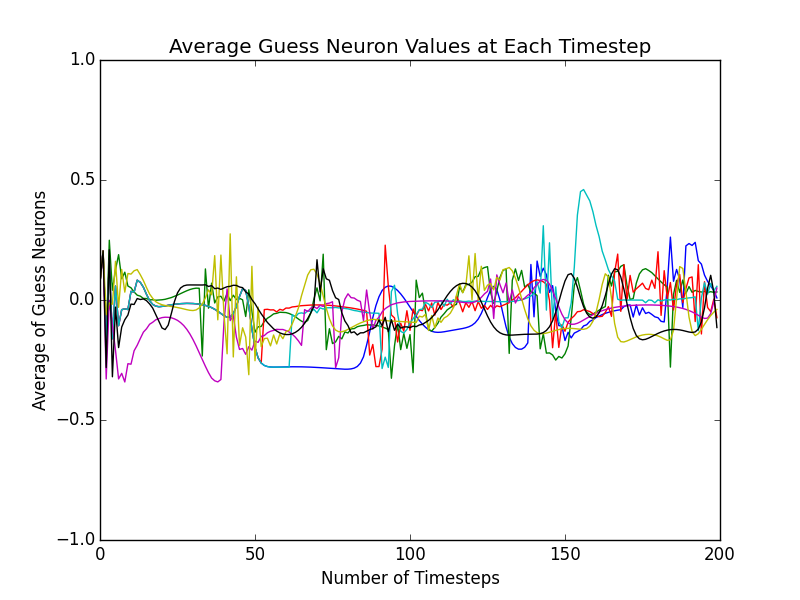 Average Guess Neuron Values at Each Timestep
1.0
0.5
0.0
−0.5
−1.0
Average of Guess Neurons
0 50 100 150 200
Number of Timesteps